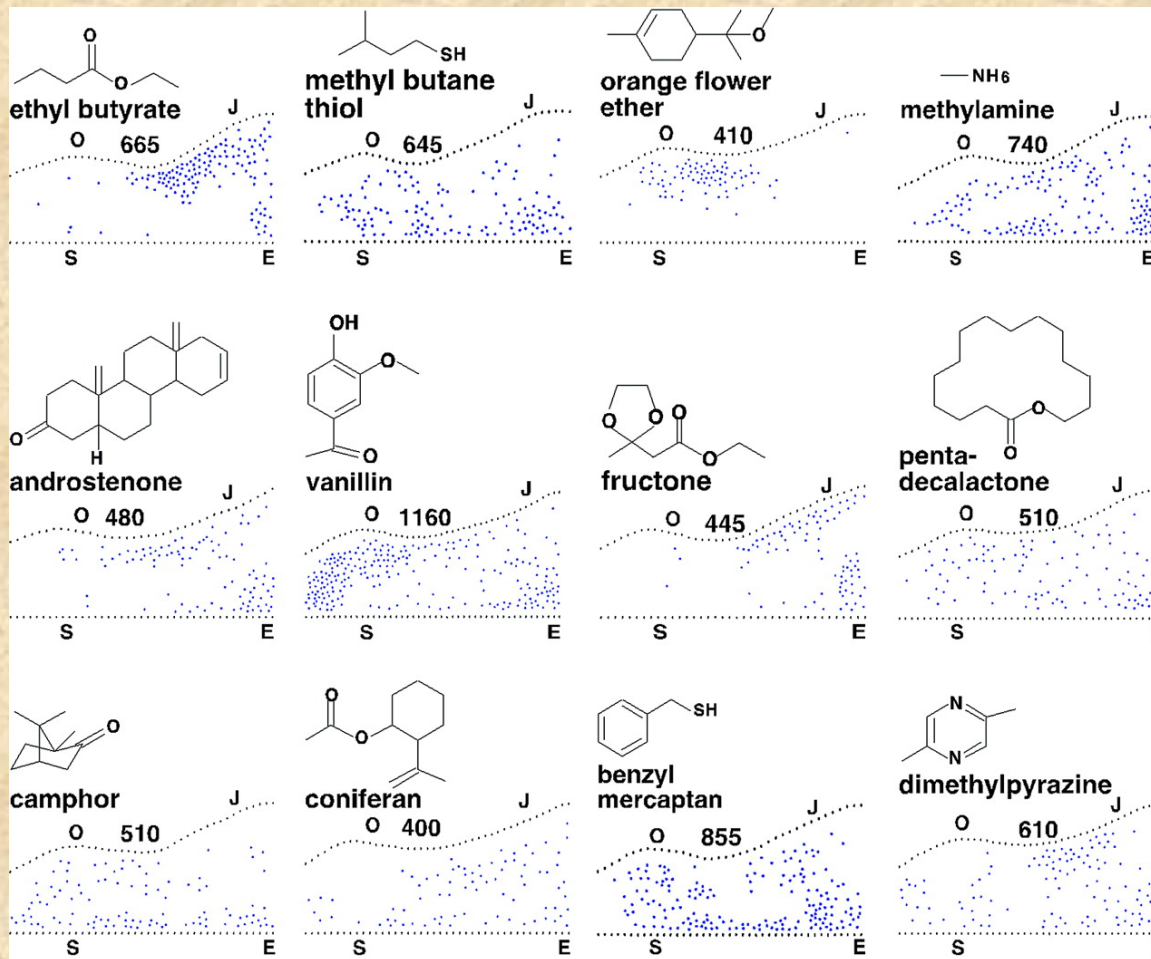 O
O
SH
methyl butane
thiol
O
orange flower
ether
NH6
methylamine
ethyl butyrate
J
O 665
S E
J
O 645
S E
J
O 410
S E
J
O 740
S E
O
H
androstenone
J
O 480
S E
OH
O
O
vanillin
J
O 1160
S E
O
O
O
O
fructone
J
O 445
S E
O
O
penta-
decalactone
J
O 510
S
O
camphor
J
O 510
S E
O
O
coniferan
J
O 400
S E
SH
benzyl
mercaptan
J
O 855
S E
N
N
dimethylpyrazine
J
O 610
S